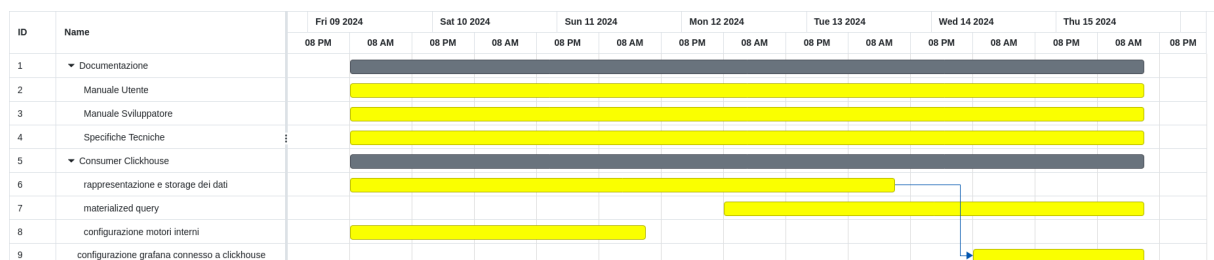 ID Name Fri 09 2024 Sat 10 2024 Sun 11 2024 Mon 12 2024 Tue 13 2024 Wed 14 2024 Thu 15 2024
08 PM 08 AM 08 PM 08 AM 08 PM 08 AM 08 PM 08 AM 08 PM 08 AM 08 PM 08 AM 08 PM 08 AM 08 PM
1 Documentazione
2 Manuale Utente
3 Manuale Sviluppatore
4 Specifiche Tecniche
5 Consumer Clickhouse
6 rappresentazione e storage dei dati
7 materialized query
8 configurazione motori interni
9 configurazione grafana connesso a clickhouse